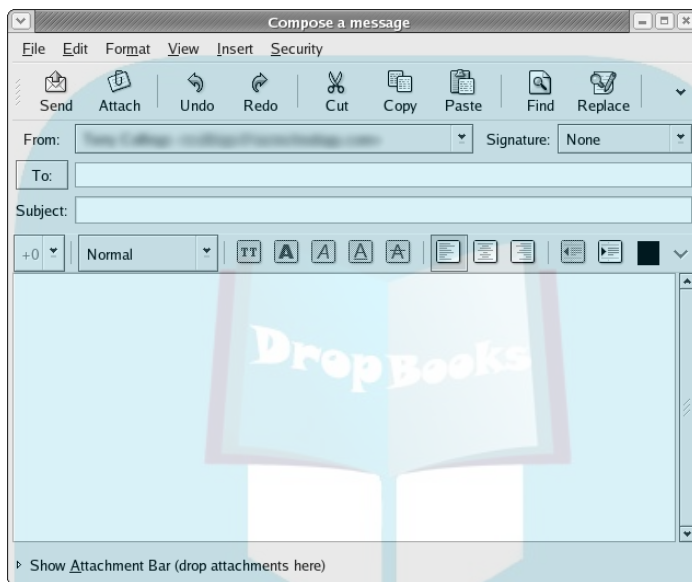 Compose a message
File Edit Format View Insert Security
Send Attach Undo Redo Cut Copy Paste Find Replace
From: Signature: None
To:
Subject:
+0 Normal TT A A A A
DropBooks
Show Attachment Bar (drop attachments here)